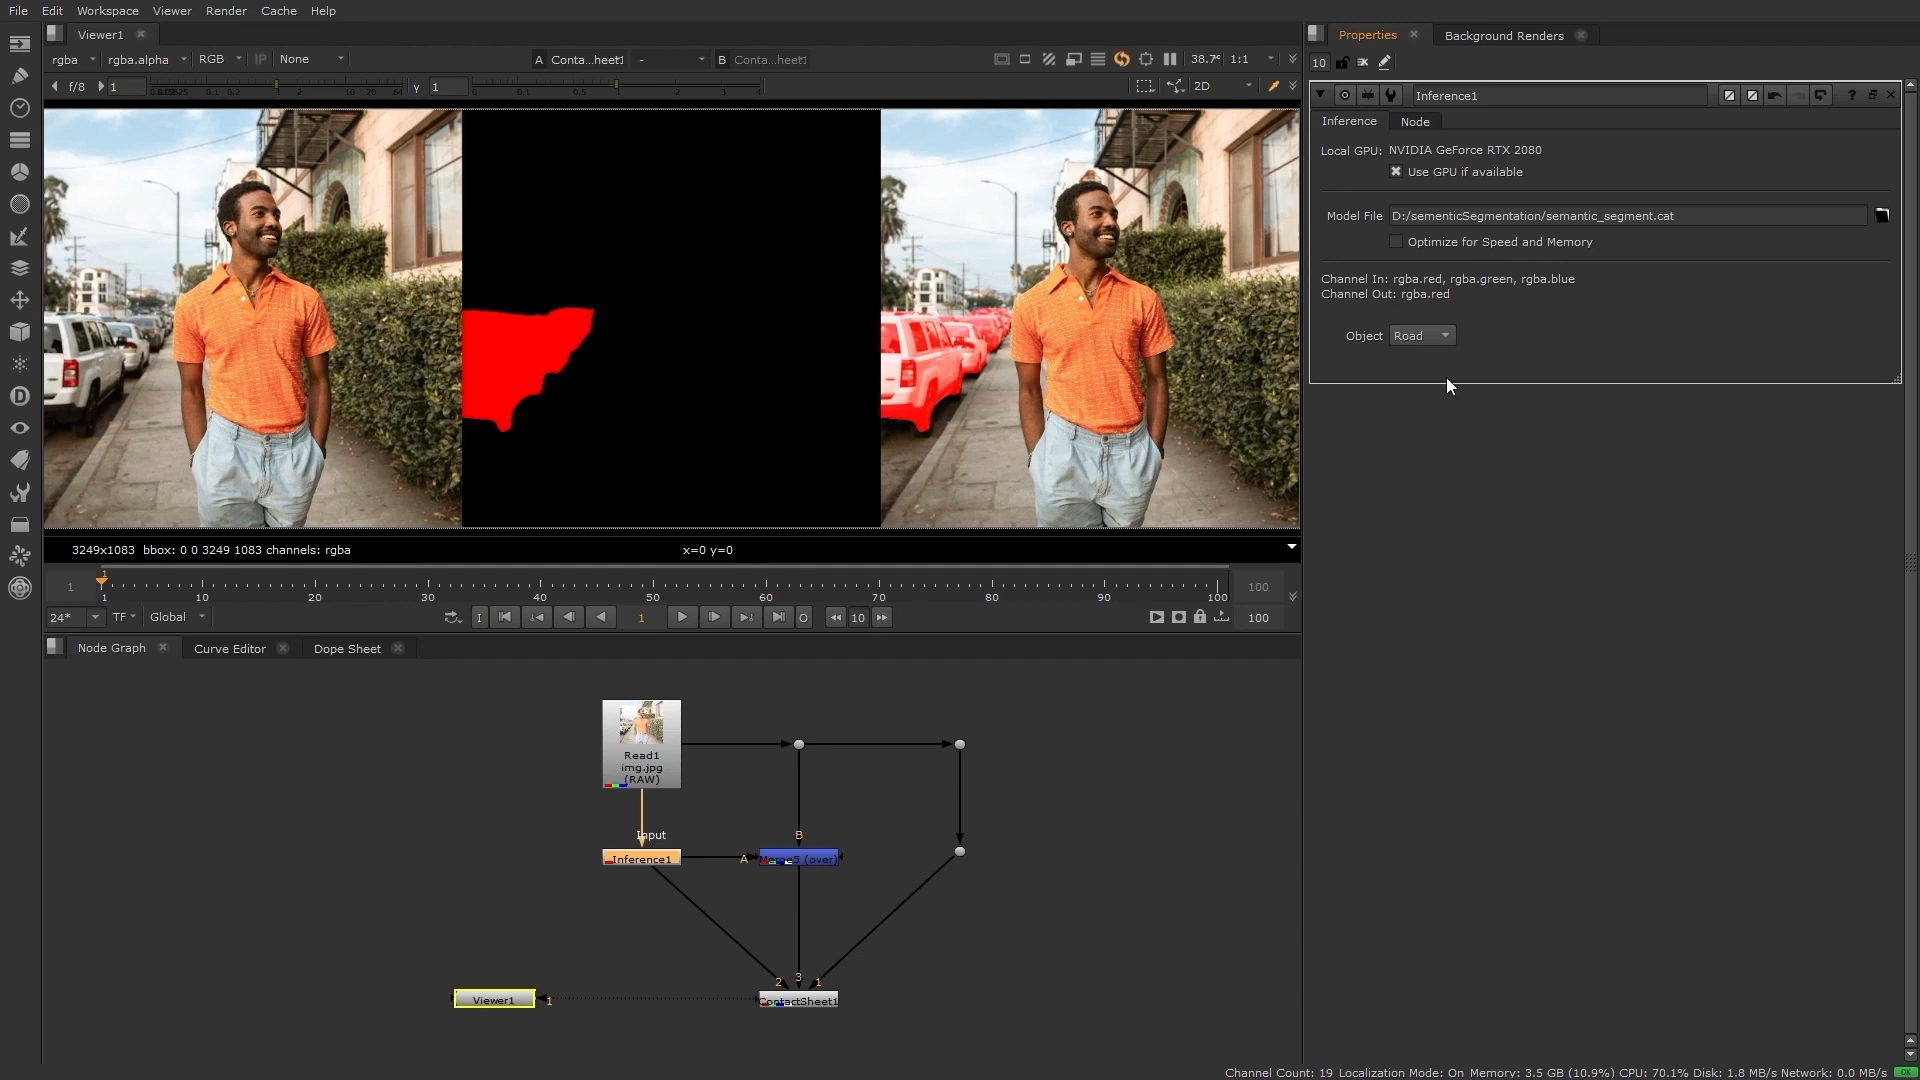 File Edit Workspace Viewer Render Cache Help
Viewer1
rgba rgba.alpha RGB IP None A Conta...heet1 - B Conta...heet1 1:1
f/8 1 γ 1 2D
3249x1083 bbox: 0 0 3249 1083 channels: rgba x=0 y=0
1
1 1 10 20 30 40 50 60 70 80 90 100 100
24* TF Global I 1 O 10 100
Node Graph Curve Editor Dope Sheet
Read1
img.jpg
(RAW)
Input
B
Inference1 A Merge5 (over)
2 3 1
Viewer1 1 ContactSheet1
Properties Background Renders
10
Inference1 ?
Inference Node
Local GPU: NVIDIA GeForce RTX 2080
Use GPU if available
Model File D:/sementicSegmentation/semantic_segment.cat
Optimize for Speed and Memory
Channel In: rgba.red, rgba.green, rgba.blue
Channel Out: rgba.red
Object Road
Channel Count: 19 Localization Mode: On Memory: 3.5 GB (10.9%) CPU: 70.1% Disk: 1.8 MB/s Network: 0.0 MB/s OK